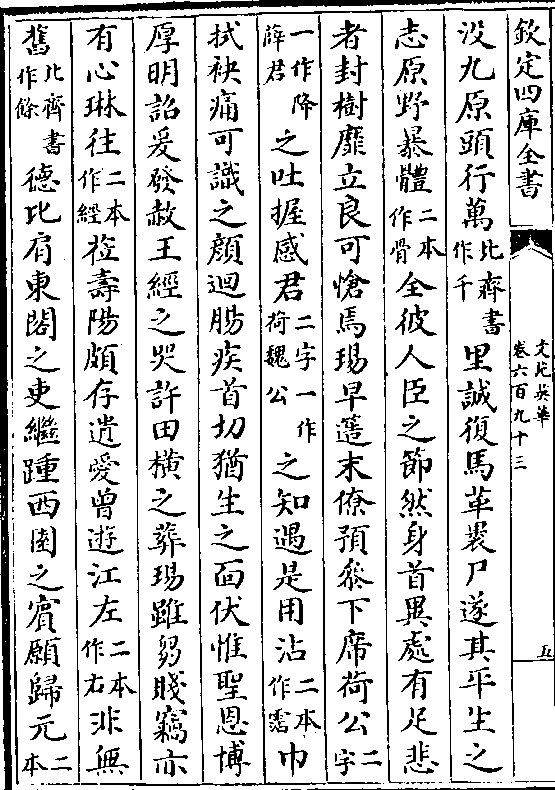 欽定四庫全書
文苑英華
卷六百九十三
五
没九原頭行萬北齊書作千里誠復馬革裹尸遂其平生之
志原野暴體二本作骨全彼人臣之節然身首異處有足悲
者封樹靡立良可愴焉瑒早簉末僚預叅下席荷公二字
一作降薛君之吐握感君二字一作荷魏公之知遇是用沾二本作霑巾
拭袂痛可識之顔迴腸疾首切猶生之面伏惟聖恩博
厚明詔爰發赦王經之哭許田橫之葬瑒雖芻賤竊亦
有心琳往二本作經莅壽陽頗存遺愛曾遊江左二本作右非無
舊北齊書作餘德比肩東閣之吏繼踵西園之賓願歸元二本